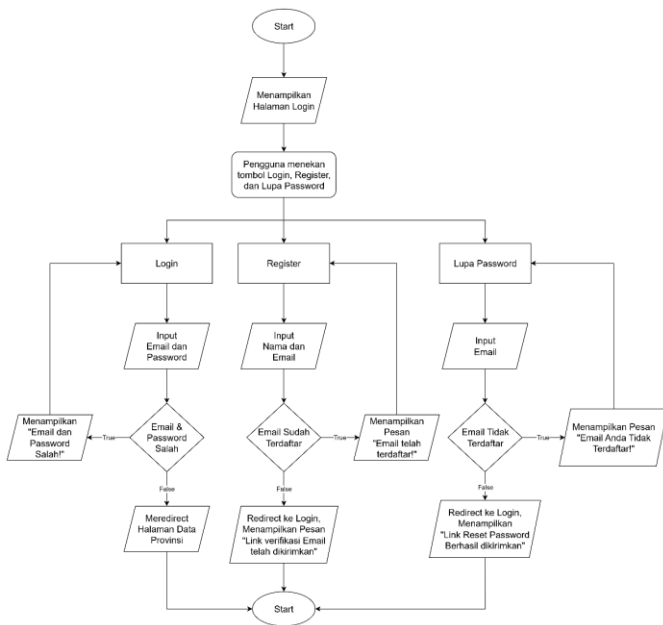 Start
Menampilkan
Halaman Login
Pengguna menekan
tombol Login, Register,
dan Lupa Password
Login
Register
Lupa Password
Input
Email dan
Password
Input
Nama dan
Email
Input
Email
Menampilkan
"Email dan
Password
Salah!"
True
Email &
Password
Salah
Email Sudah
Terdaftar
True
Menampilkan
Pesan
"Email telah
terdaftar!"
Email Tidak
Terdaftar
True
Menampilkan Pesan
"Email Anda Tidak
Terdaftar!"
False
False
False
Meredirect
Halaman Data
Provinsi
Redirect ke Login,
Menampilkan Pesan
"Link verifikasi Email
telah dikirimkan"
Redirect ke Login,
Menampilkan
"Link Reset Password
Berhasil dikirimkan"
Start